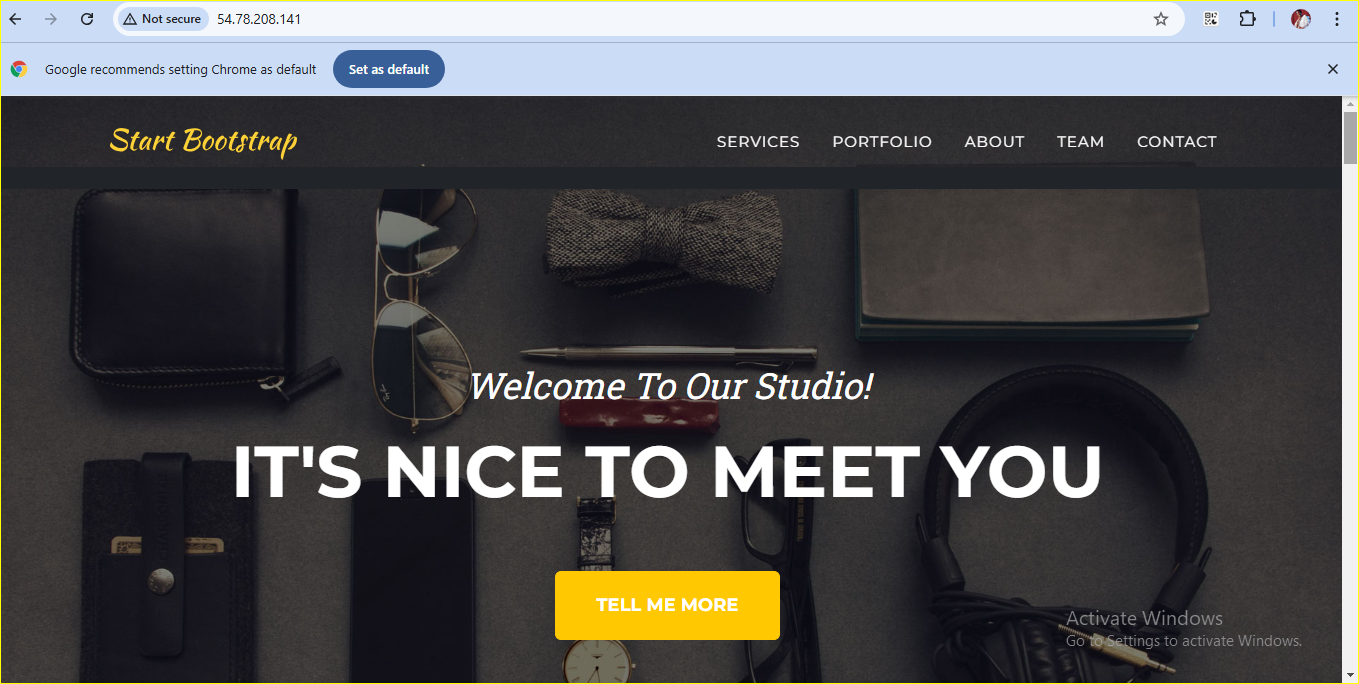 Not secure 54.78.208.141
Google recommends setting Chrome as default Set as default
Start Bootstrap SERVICES PORTFOLIO ABOUT TEAM CONTACT
Welcome To Our Studio!
IT'S NICE TO MEET YOU
TELL ME MORE
Activate Windows
Go to Settings to activate Windows.